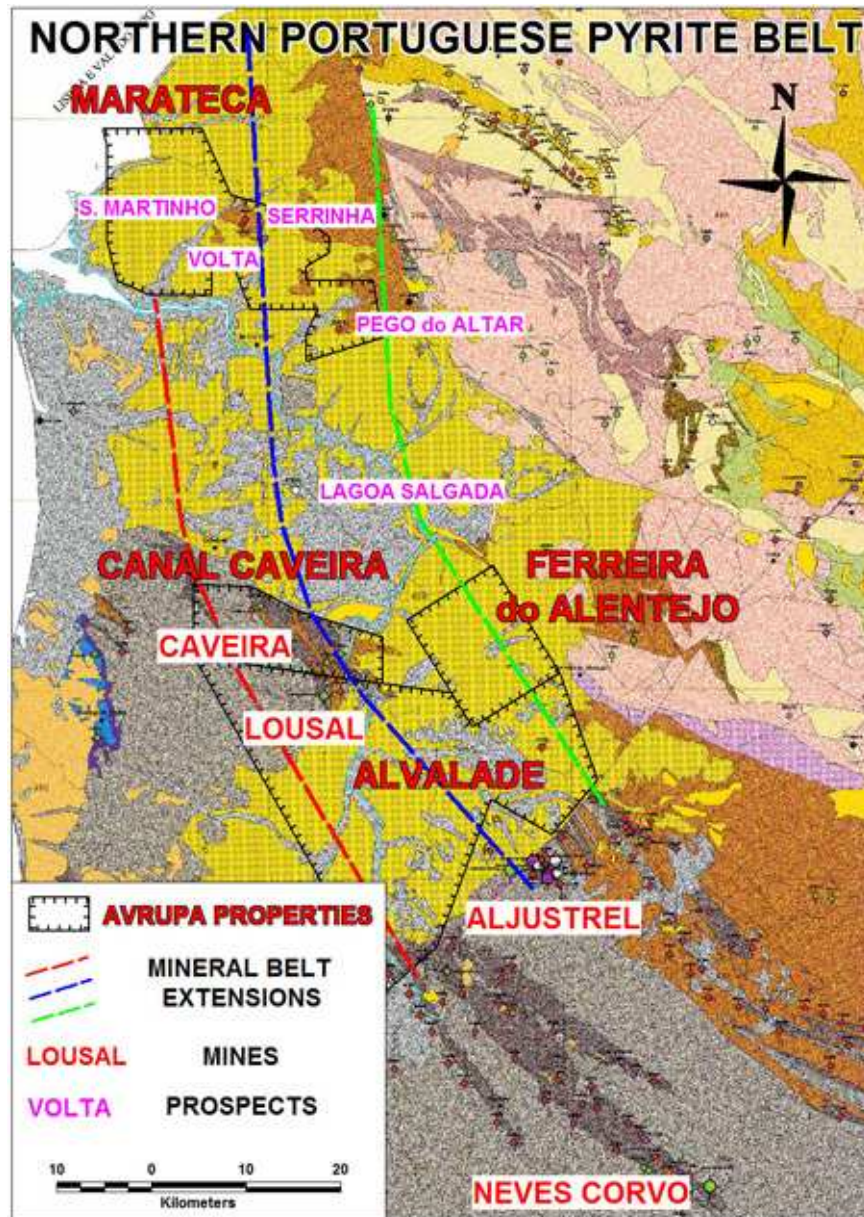 NORTHERN PORTUGUESE PYRITE BELT
MARATECA
N
S. MARTINHO
SERRINHA
VOLTA
PEGO do ALTAR
LAGOA SALGADA
CANAL CAVEIRA
FERREIRA
do ALENTEJO
CAVEIRA
LOUSAL
ALVALADE
ALJUSTREL
NEVES CORVO
AVRUPA PROPERTIES
MINERAL BELT
EXTENSIONS
LOUSAL MINES
VOLTA PROSPECTS
10 0 10 20
Kilometers